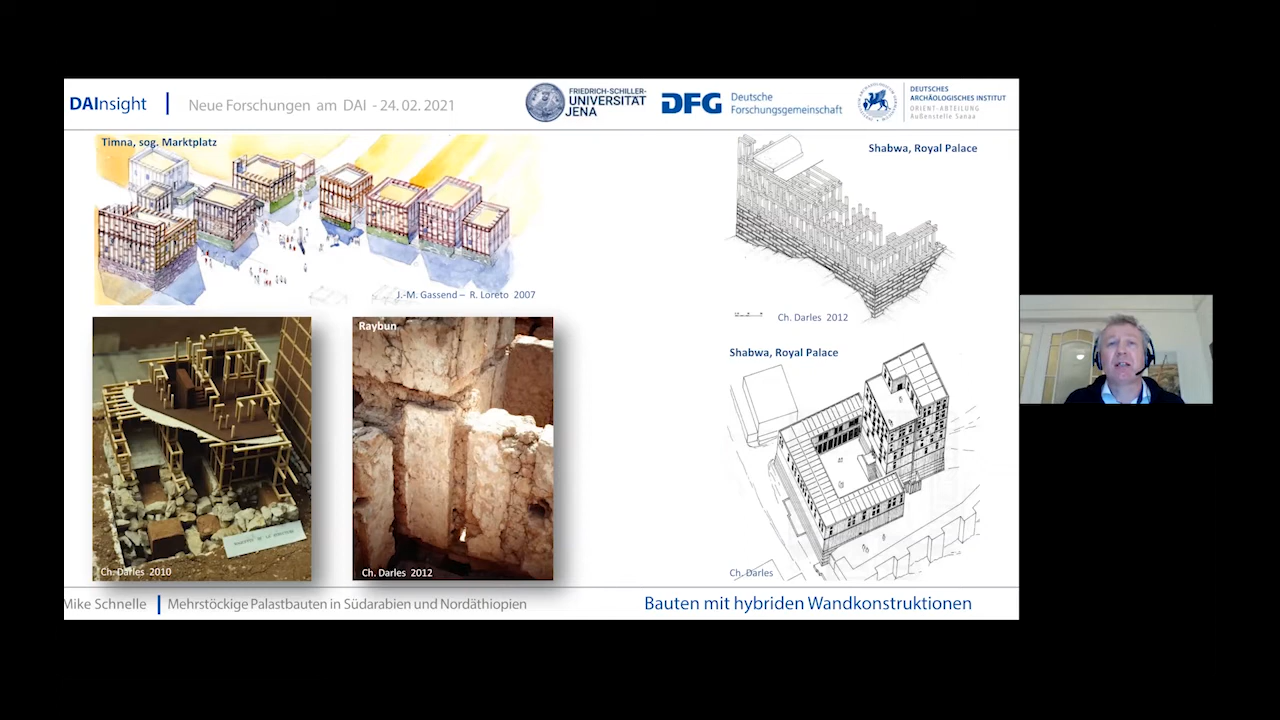 DAInsight | Neue Forschungen am DAI - 24.02.2021
FRIEDRICH-SCHILLER-
UNIVERSITÄT
JENA
DFG Deutsche
Forschungsgemeinschaft
DEUTSCHES
ARCHÄOLOGISCHES INSTITUT
ORIENT-ABTEILUNG
Außenstelle Sanaa
Timna, sog. Marktplatz
J.-M. Gassend – R. Loreto 2007
Shabwa, Royal Palace
Ch. Darles 2012
Ch. Darles 2010
Raybun
Ch. Darles 2012
Shabwa, Royal Palace
Ch. Darles
Mike Schnelle | Mehrstöckige Palastbauten in Südarabien und Nordäthiopien
Bauten mit hybriden Wandkonstruktionen